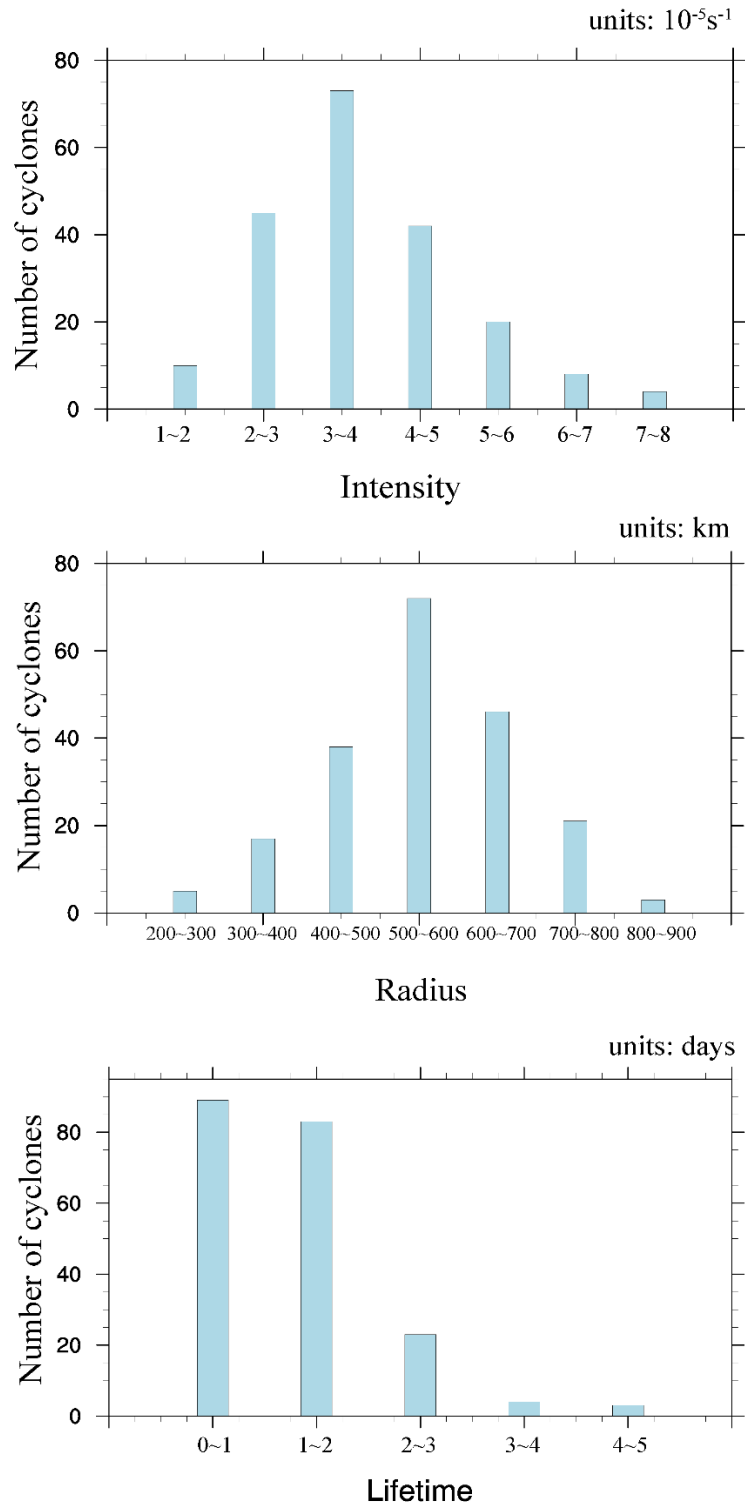 units: 10⁻⁵s⁻¹
80
60
40
20
0
Number of cyclones
1~2 2~3 3~4 4~5 5~6 6~7 7~8
Intensity
units: km
80
60
40
20
0
Number of cyclones
200~300 300~400 400~500 500~600 600~700 700~800 800~900
Radius
units: days
80
60
40
20
0
Number of cyclones
0~1 1~2 2~3 3~4 4~5
Lifetime